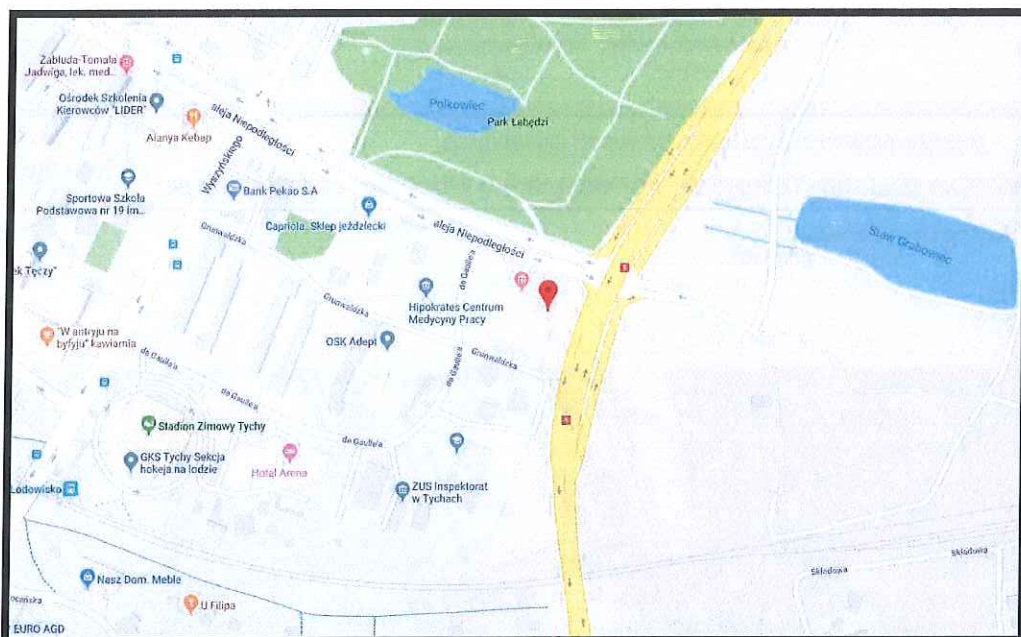 Żabluda-Tomala
Jadwiga, lek. med...
Ośrodek Szkolenia
Kierowców "LIDER"
Alanya Kebap
aleja Niepodległości
Wyszyńskiego
Polkowiec
Park Łabędzi
Sportowa Szkoła
Podstawowa nr 19 im...
Bank Pekao S.A
Capriola. Sklep jeździecki
Grunwaldzka
aleja Niepodległości
Staw Grabowiec
ek Tęczy"
de Gaulle'a
Hipokrates Centrum
Medycyny Pracy
Grunwaldzka
"W antryju na
byfyju" kawiarnia
OSK Adept
Grunwaldzka
de Gaulle'a
de Gaulle'a
de Gaulle'a
Stadion Zimowy Tychy
de Gaulle'a
GKS Tychy Sekcja
hokeja na lodzie
Hotel Arena
Lodowisko
ZUS Inspektorat
w Tychach
Składowa
Składowa
Nasz Dom. Meble
U Filipa
EURO AGD